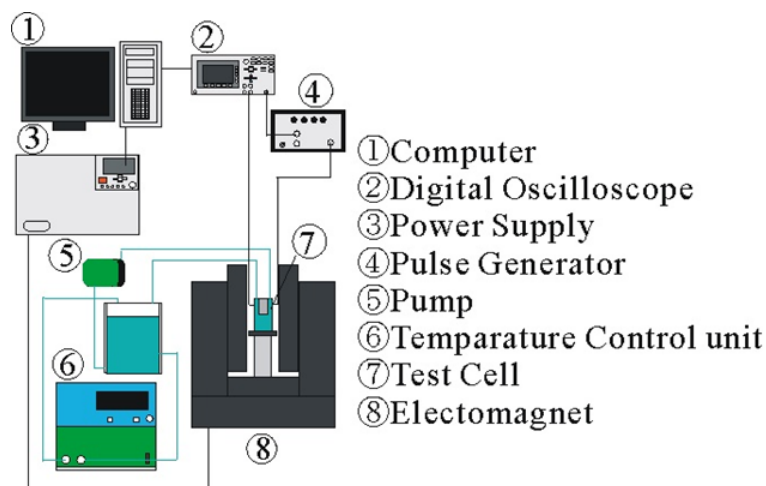 ①
②
③
④
⑤
⑥
⑦
⑧
①Computer
②Digital Oscilloscope
③Power Supply
④Pulse Generator
⑤Pump
⑥Temparature Control unit
⑦Test Cell
⑧Electomagnet